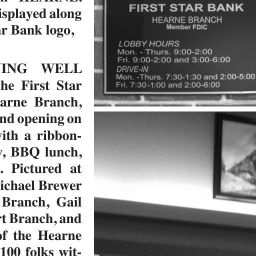 HEARNE.
isplayed along
ar Bank logo,
ING WELL
he First Star
earne Branch,
nd opening on
with a ribbon-
BBQ lunch,
Pictured at
ichael Brewer
Branch, Gail
rt Branch, and
of the Hearne
100 folks wit-
FIRST STAR BANK
HEARNE BRANCH
Member FDIC
LOBBY HOURS
Mon. - Thurs. 9:00-2:00
Fri. 9:00-2:00 and 3:00-6:00
DRIVE-IN
Mon. -Thurs. 7:30-1:30 and 2:00-5:00
Fri. 7:30-1:00 and 2:00-6:00